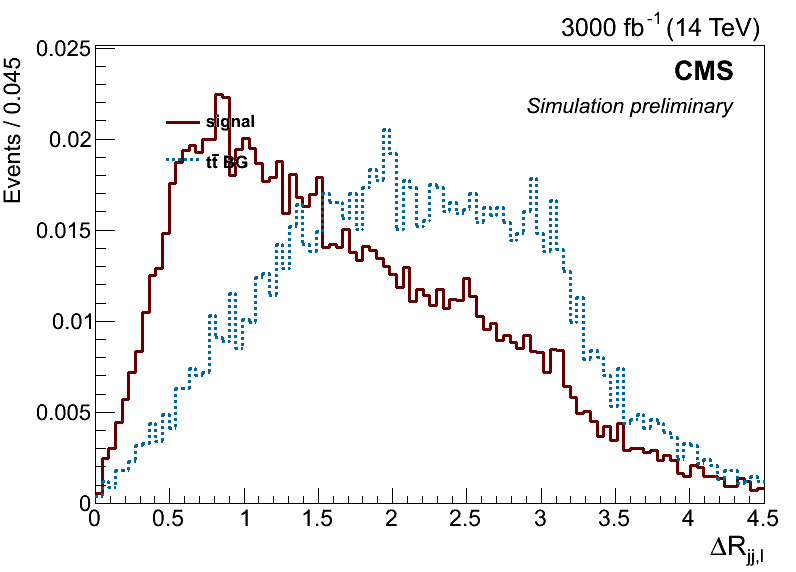 3000 fb⁻¹ (14 TeV)
CMS
Simulation preliminary
Events / 0.045
0.025
0.02
0.015
0.01
0.005
0
signal
tt̄ BG
0 0.5 1 1.5 2 2.5 3 3.5 4 4.5
ΔR_jj,l